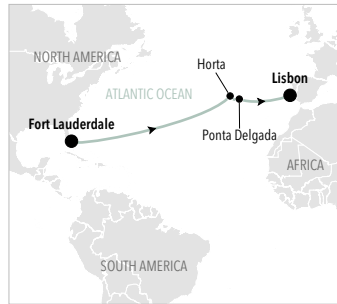 NORTH AMERICA
Horta
Lisbon
ATLANTIC OCEAN
Fort Lauderdale
Ponta Delgada
AFRICA
SOUTH AMERICA